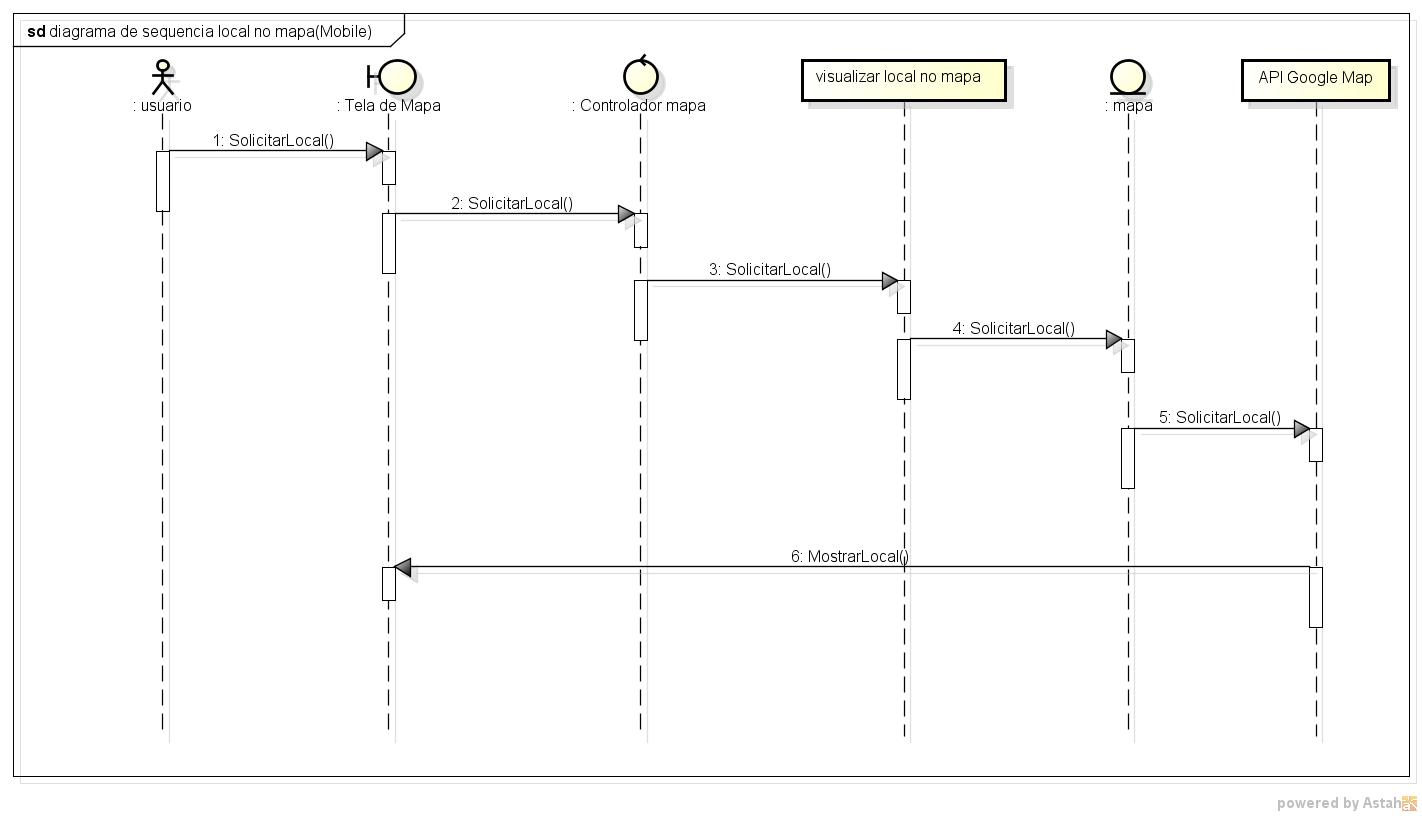 sd diagrama de sequencia local no mapa(Mobile)
: usuario
: Tela de Mapa
: Controlador mapa
visualizar local no mapa
: mapa
API Google Map
1: SolicitarLocal()
2: SolicitarLocal()
3: SolicitarLocal()
4: SolicitarLocal()
5: SolicitarLocal()
6: MostrarLocal()
powered by Astah